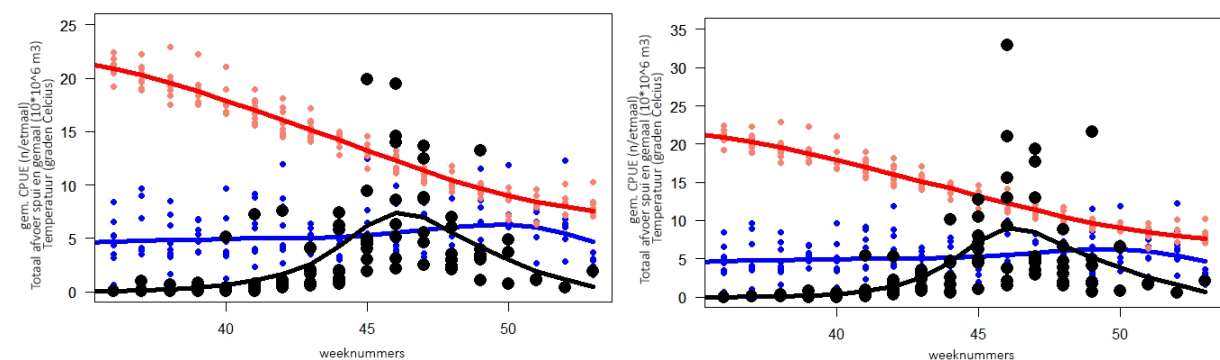 gem. CPUE (n/etmaal)
Totaal afvoer spui en gemaal (10*10^6 m3)
Temperatuur (graden Celcius)
25
20
15
10
5
0
40
45
50
weeknummers
gem. CPUE (n/etmaal)
Totaal afvoer spui en gemaal (10*10^6 m3)
Temperatuur (graden Celcius)
35
30
25
20
15
10
5
0
40
45
50
weeknummers